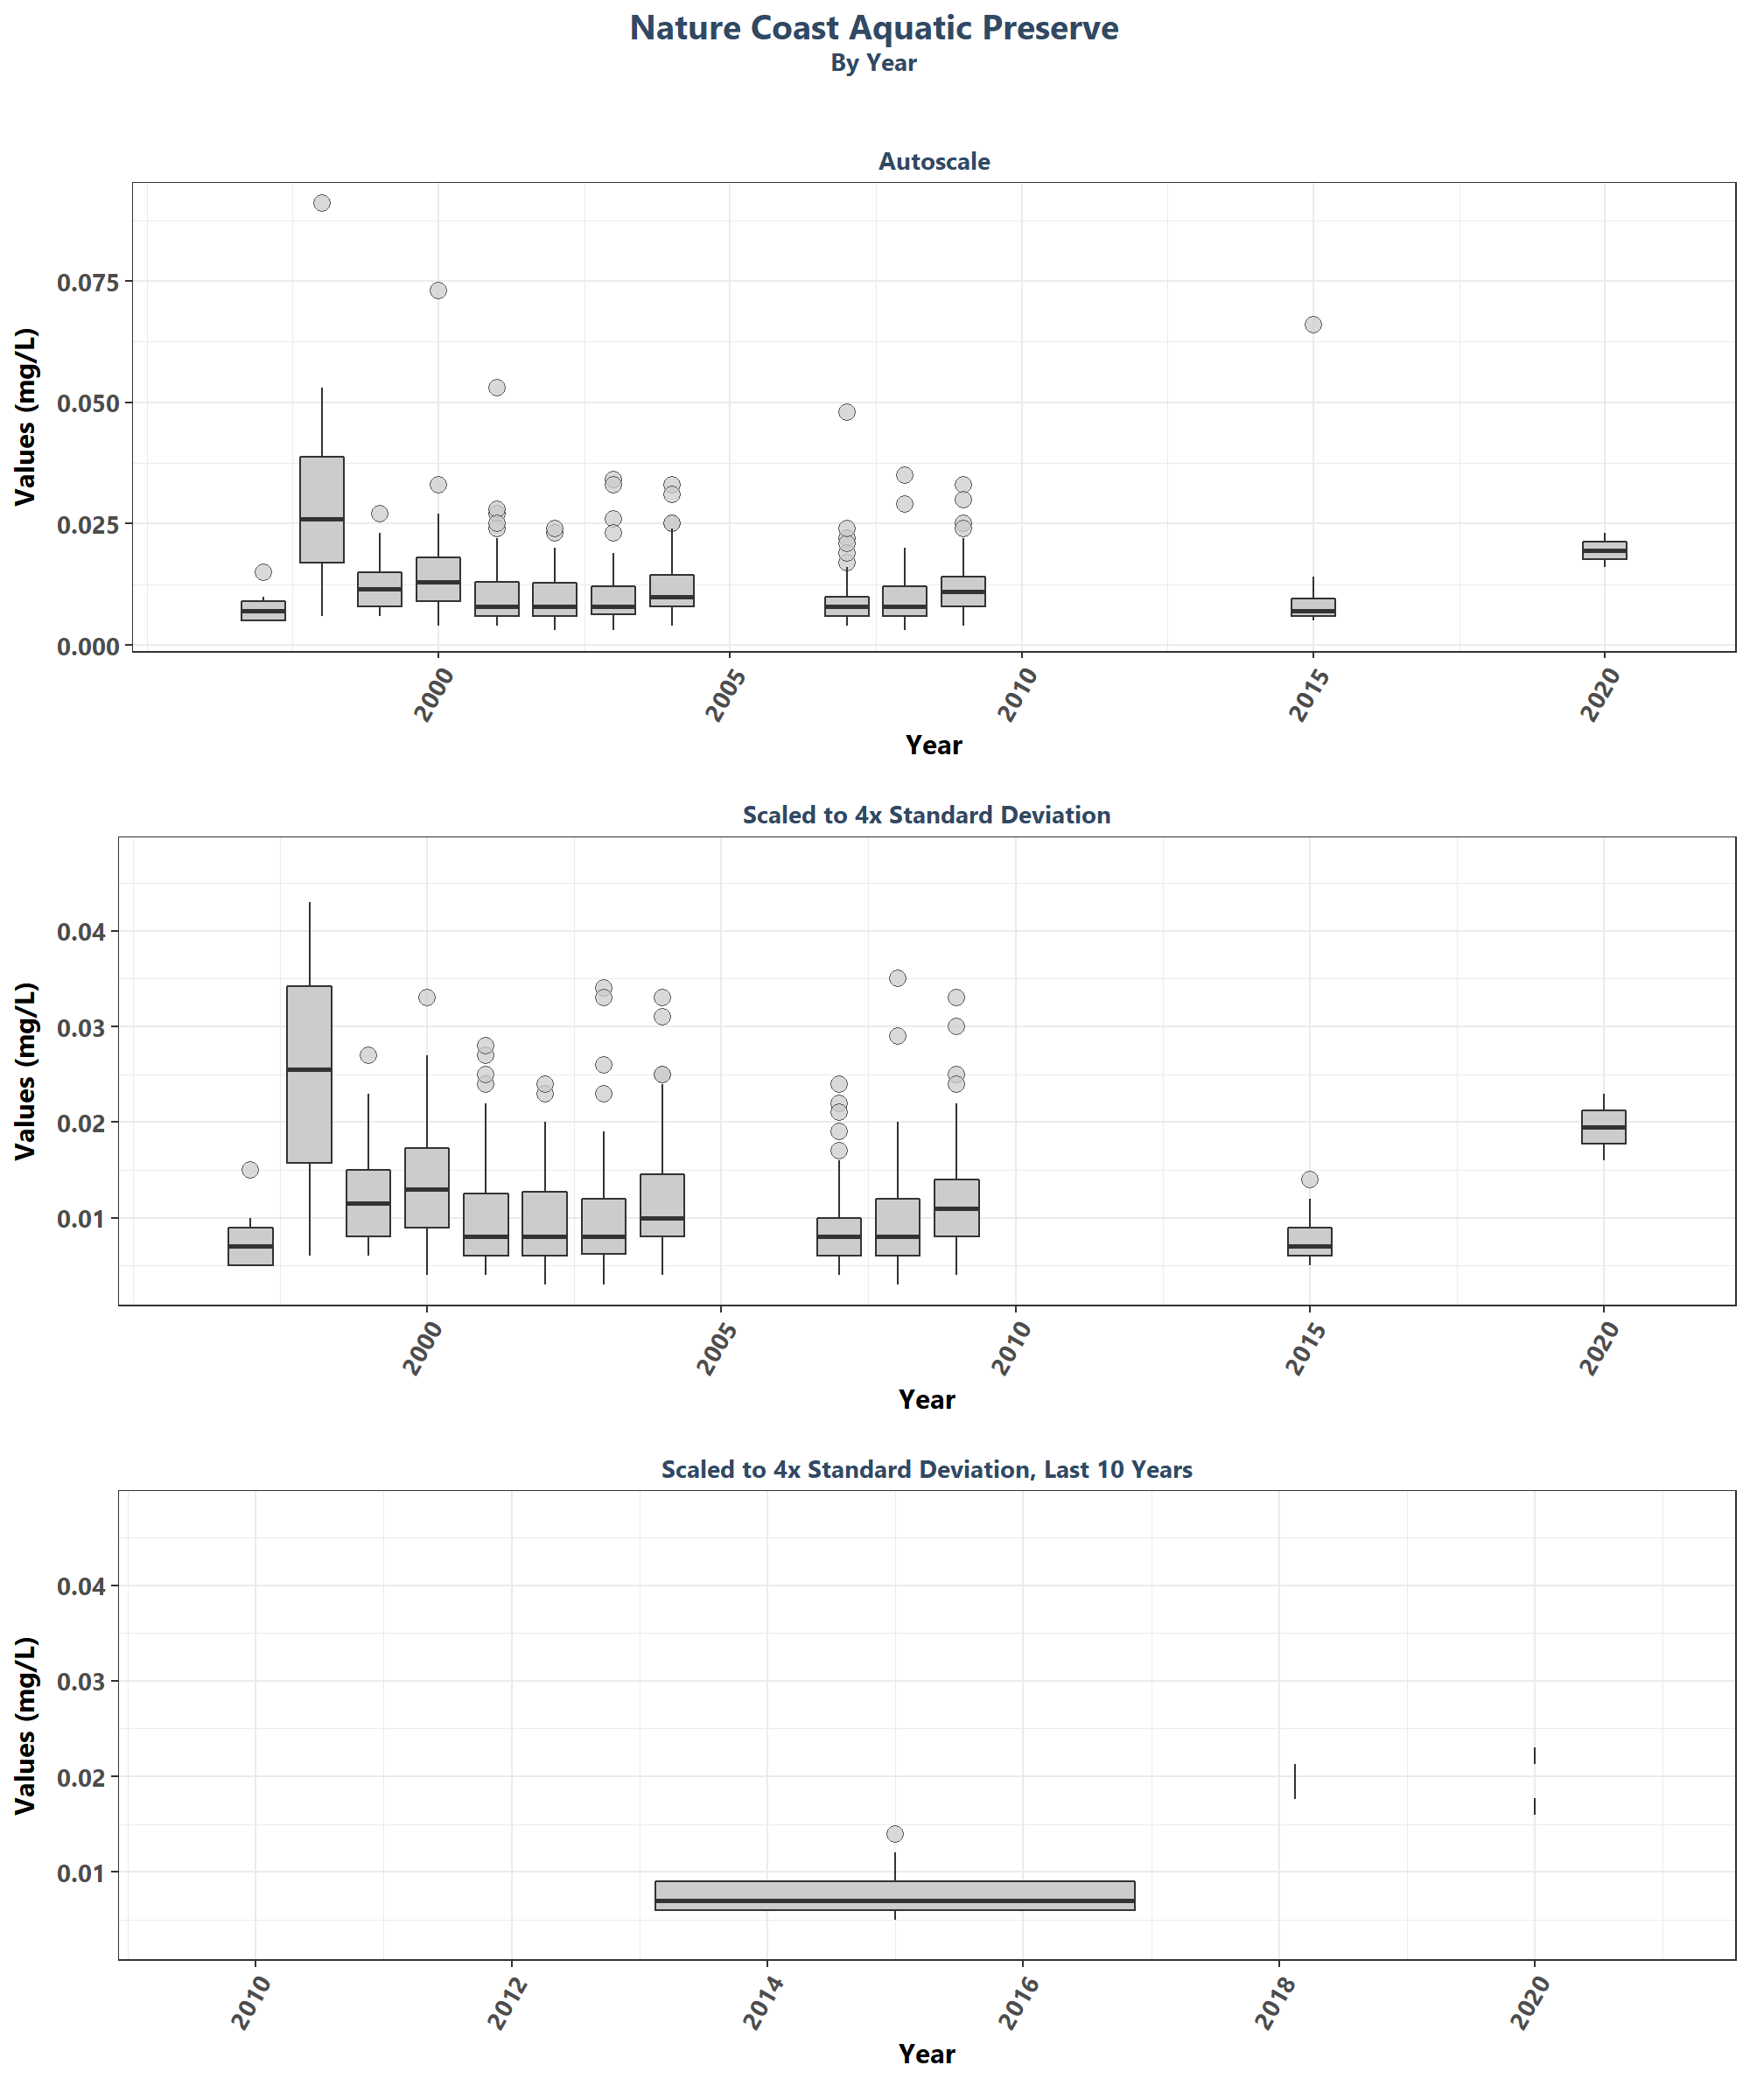 Nature Coast Aquatic Preserve
By Year
Autoscale
Values (mg/L)
0.075
0.050
0.025
0.000
2000
2005
2010
2015
2020
Year
Scaled to 4x Standard Deviation
Values (mg/L)
0.04
0.03
0.02
0.01
2000
2005
2010
2015
2020
Year
Scaled to 4x Standard Deviation, Last 10 Years
Values (mg/L)
0.04
0.03
0.02
0.01
2010
2012
2014
2016
2018
2020
Year